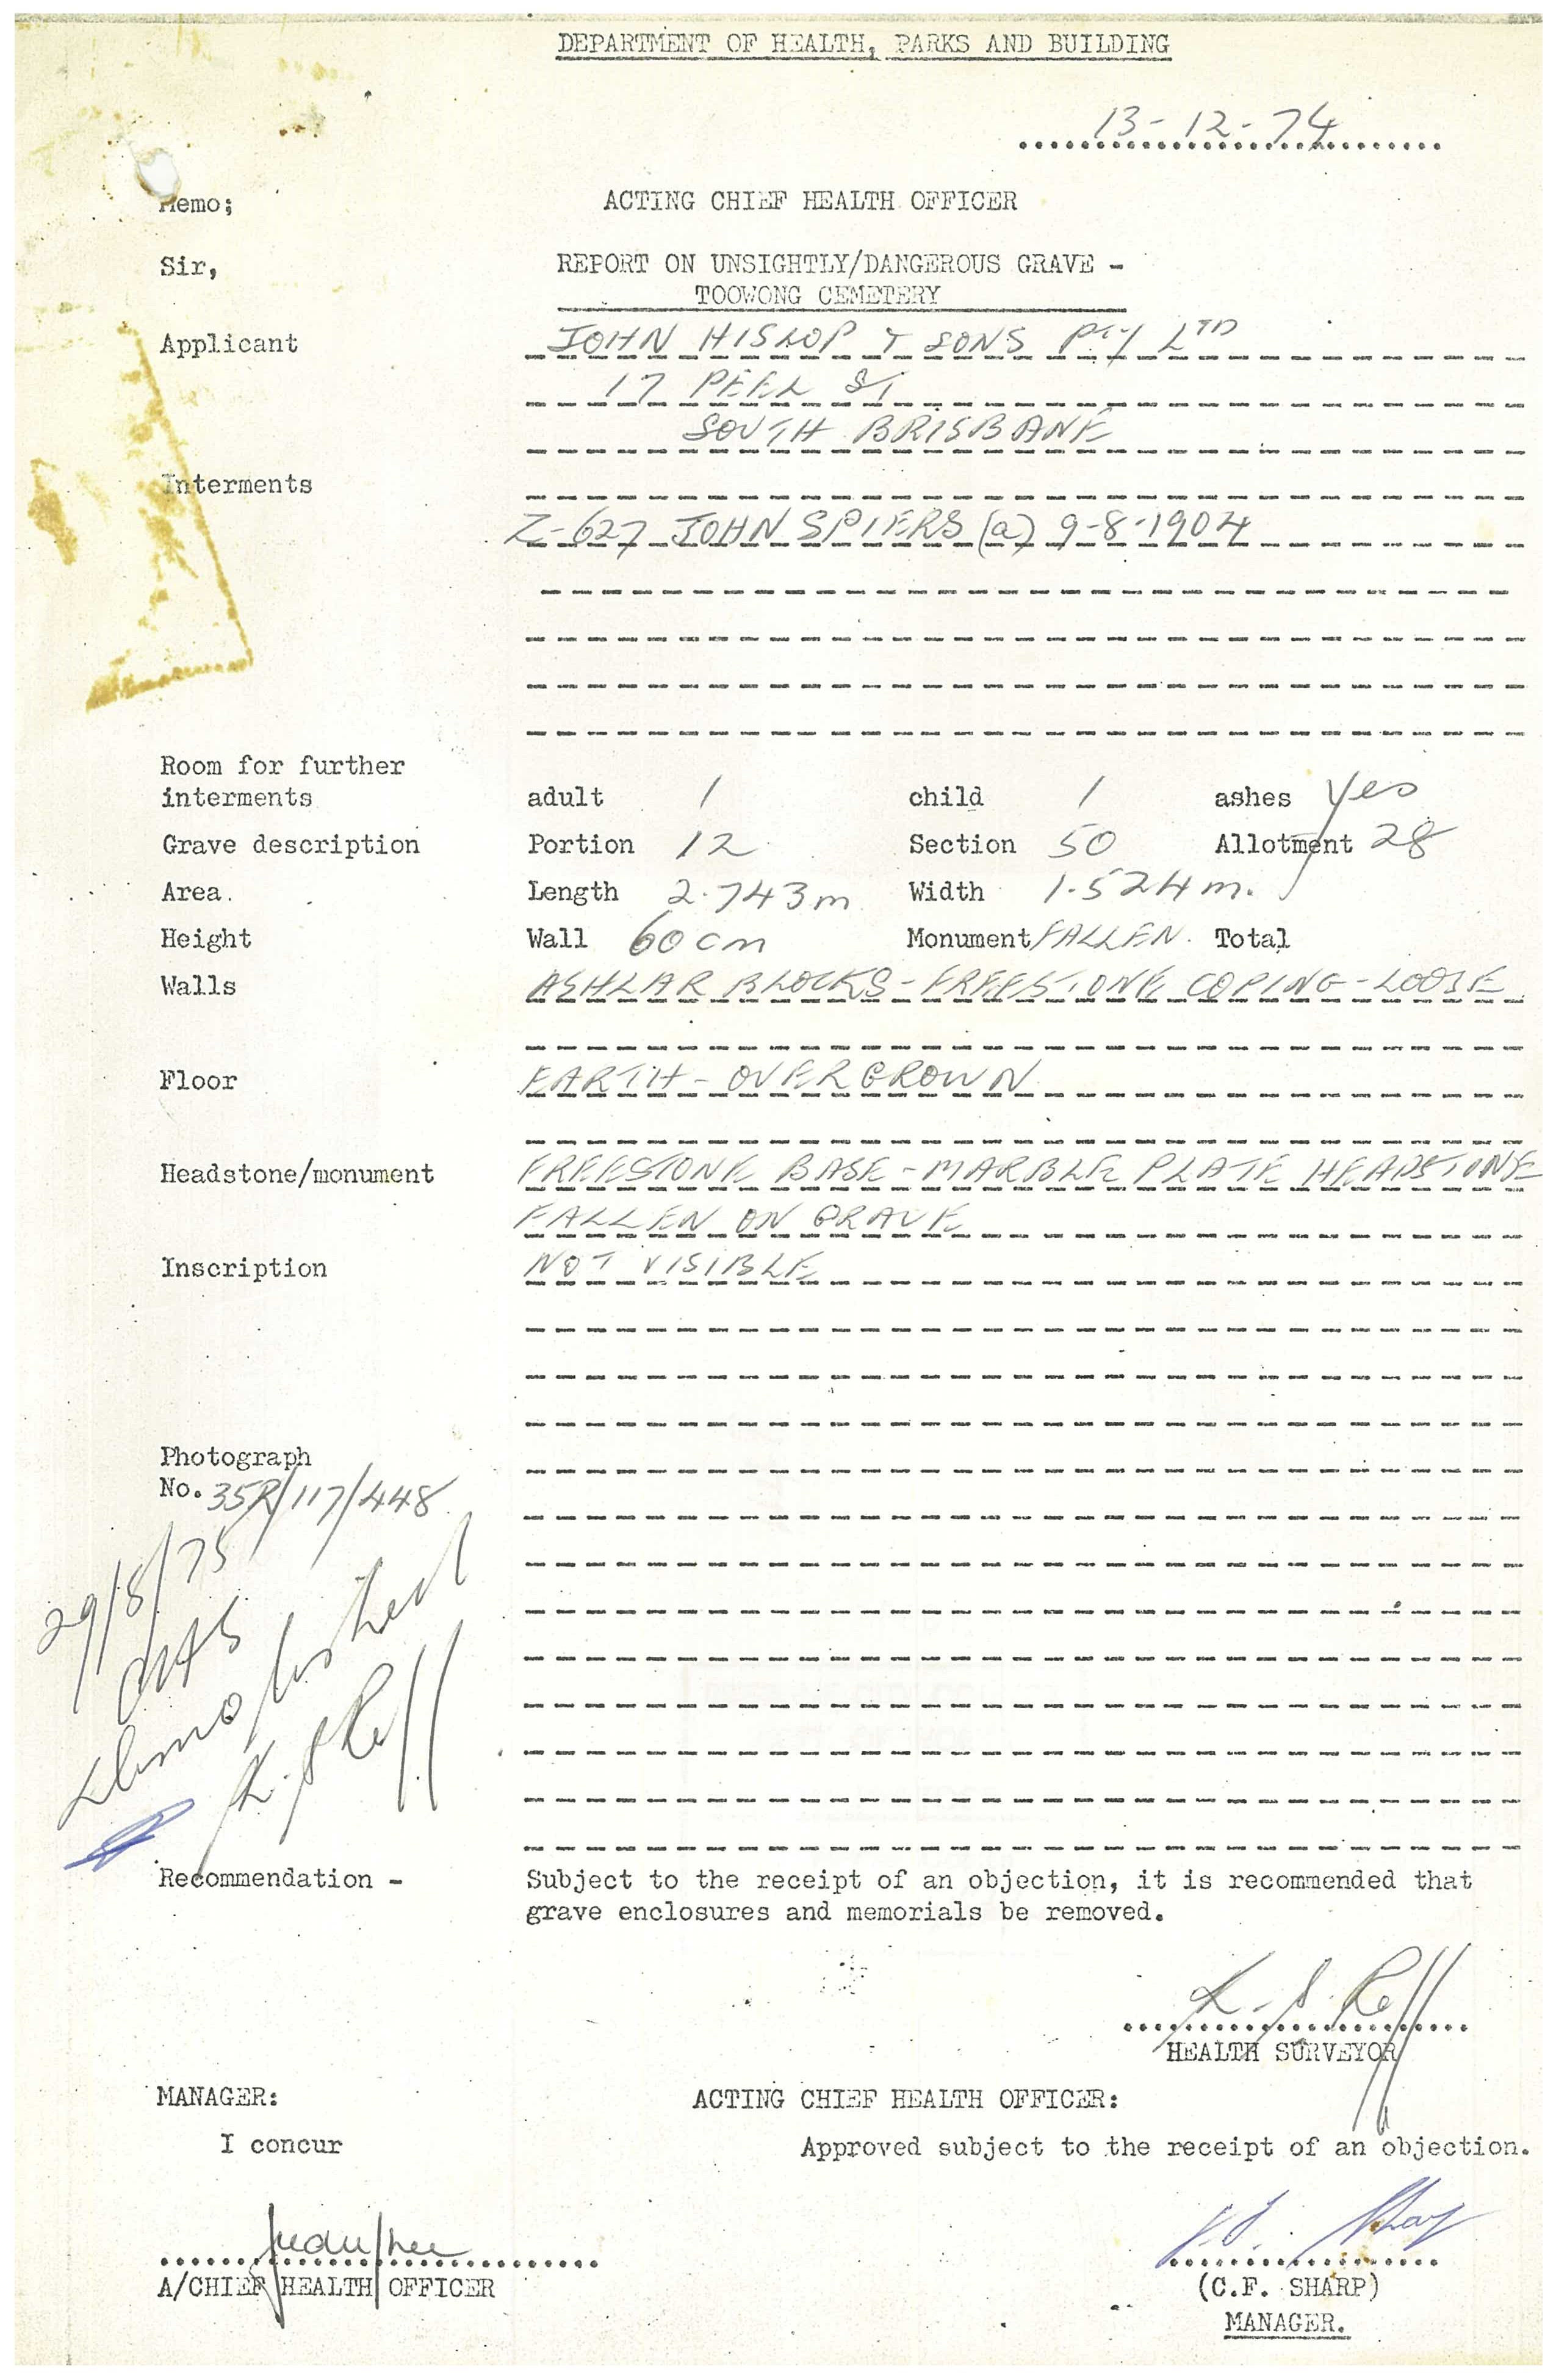 DEPARTMENT OF HEALTH, PARKS AND BUILDING
13-12-74
Memo; ACTING CHIEF HEALTH OFFICER
Sir, REPORT ON UNSIGHTLY/DANGEROUS GRAVE -
TOOWONG CEMETERY
Applicant JOHN HISLOP & SONS PTY LTD
17 PEEL ST
SOUTH BRISBANE
Interments
Z-627 JOHN SPIERS (a) 9-8-1904
Room for further
interments adult 1 child 1 ashes Yes
Grave description Portion 12 Section 50 Allotment 28
Area. Length 2.743m Width 1.524m.
Height Wall 60cm Monument FALLEN. Total
Walls ASHLAR BLOCKS - FREESTONE COPING - LOOSE
Floor EARTH - OVERGROWN
Headstone/monument FREESTONE BASE - MARBLE PLATE HEADSTONE
FALLEN ON GRAVE
Inscription NOT VISIBLE
Photograph
No. 35R/117/448
29/8/75
K. S. Reff
Recommendation - Subject to the receipt of an objection, it is recommended that
grave enclosures and memorials be removed.
K. S. Reff
HEALTH SURVEYOR
MANAGER: ACTING CHIEF HEALTH OFFICER:
I concur Approved subject to the receipt of an objection.
A/CHIEF HEALTH OFFICER (C.F. SHARP)
MANAGER.